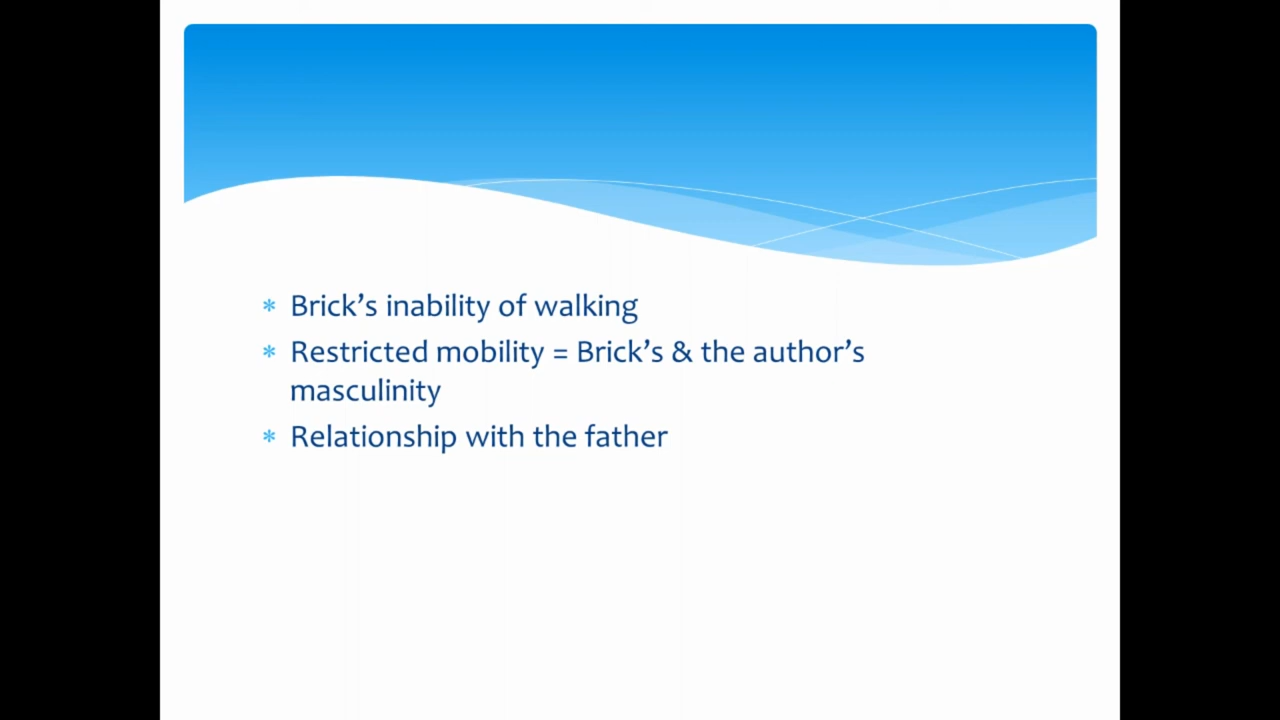 * Brick’s inability of walking
* Restricted mobility = Brick’s & the author’s
masculinity
* Relationship with the father